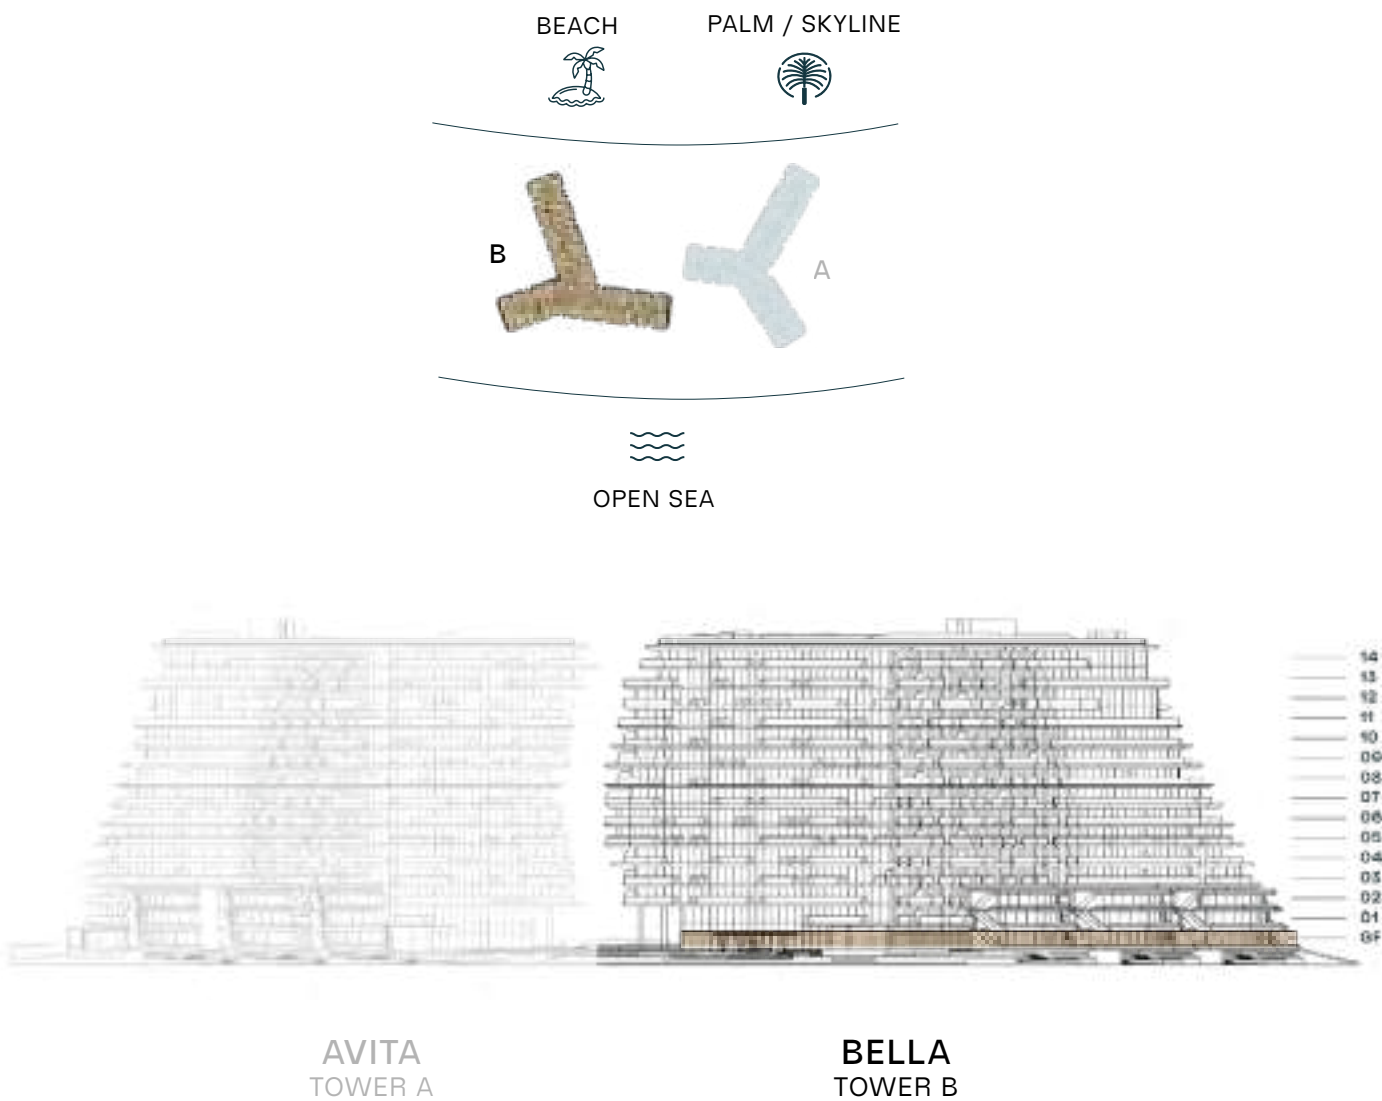 BEACH
PALM / SKYLINE
B
A
OPEN SEA
14
13
12
11
10
09
08
07
06
05
04
03
02
01
GF
AVITA
TOWER A
BELLA
TOWER B